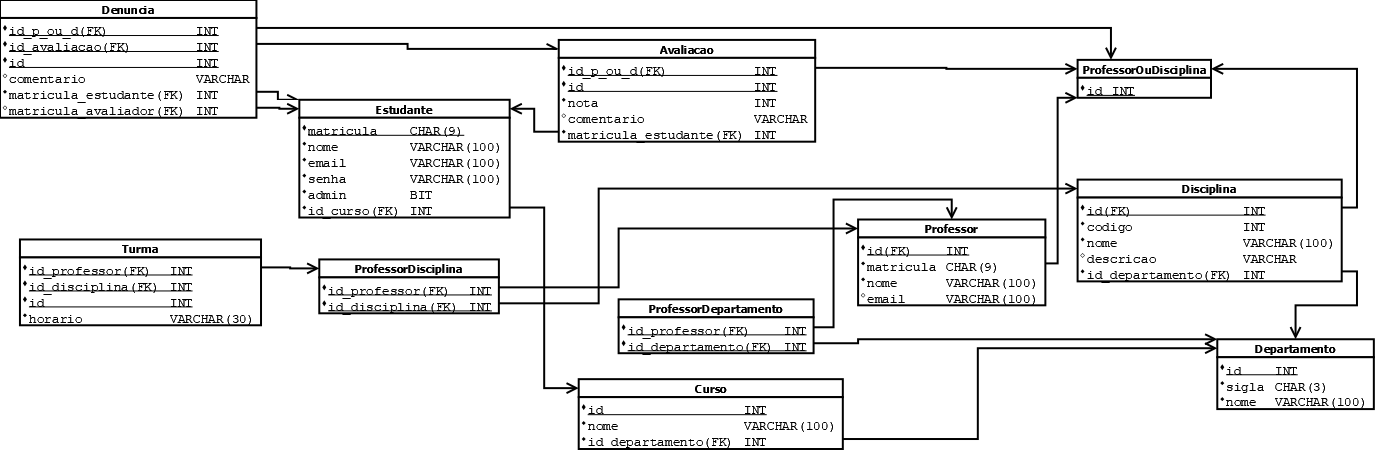 Denuncia
id_p_ou_d(FK) INT
id_avaliacao(FK) INT
id INT
comentario VARCHAR
matricula_estudante(FK) INT
matricula_avaliador(FK) INT
Avaliacao
id_p_ou_d(FK) INT
id INT
nota INT
comentario VARCHAR
matricula_estudante(FK) INT
ProfessorOuDisciplina
id INT
Estudante
matricula CHAR(9)
nome VARCHAR(100)
email VARCHAR(100)
senha VARCHAR(100)
admin BIT
id_curso(FK) INT
Disciplina
id(FK) INT
codigo INT
nome VARCHAR(100)
descricao VARCHAR
id_departamento(FK) INT
Professor
id(FK) INT
matricula CHAR(9)
nome VARCHAR(100)
email VARCHAR(100)
Turma
id_professor(FK) INT
id_disciplina(FK) INT
id INT
horario VARCHAR(30)
ProfessorDisciplina
id_professor(FK) INT
id_disciplina(FK) INT
ProfessorDepartamento
id_professor(FK) INT
id_departamento(FK) INT
Departamento
id INT
sigla CHAR(3)
nome VARCHAR(100)
Curso
id INT
nome VARCHAR(100)
id_departamento(FK) INT